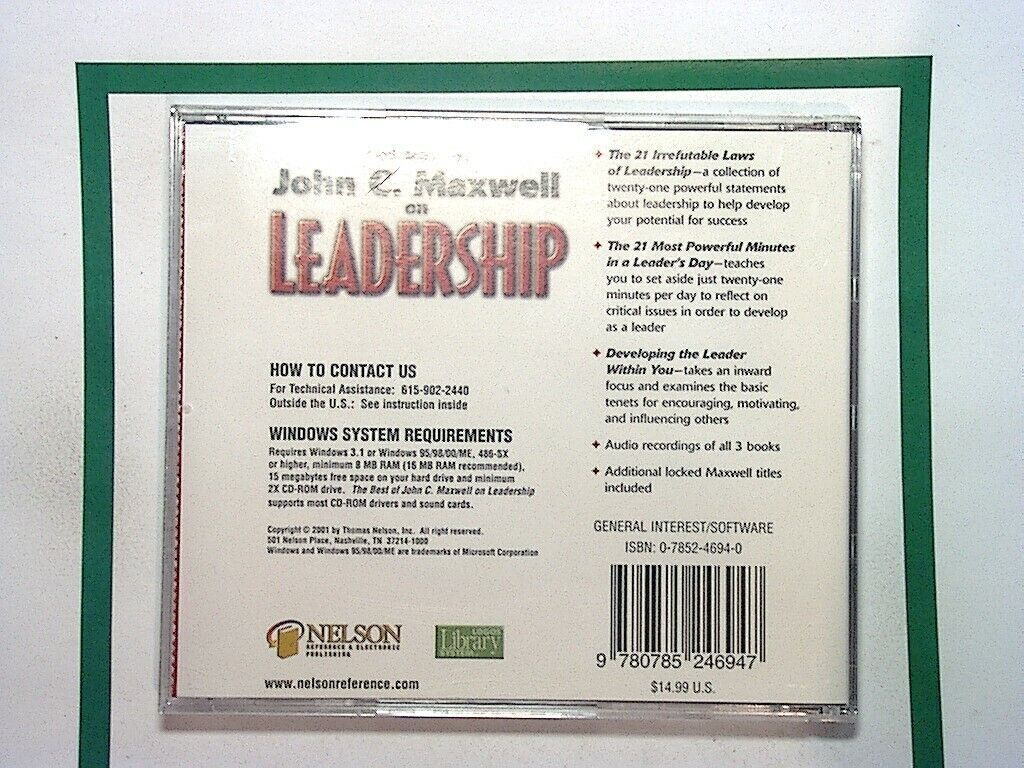 John C. Maxwell
on
LEADERSHIP
HOW TO CONTACT US
For Technical Assistance: 615-902-2440
Outside the U.S.: See instruction inside
WINDOWS SYSTEM REQUIREMENTS
Requires Windows 3.1 or Windows 95/98/00/ME, 486-SX
or higher, minimum 8 MB RAM (16 MB RAM recommended),
15 megabytes free space on your hard drive and minimum
2X CD-ROM drive. The Best of John C. Maxwell on Leadership
supports most CD-ROM drivers and sound cards.
Copyright © 2001 by Thomas Nelson, Inc. All right reserved.
501 Nelson Place, Nashville, TN 37214-1000
Windows and Windows 95/98/00/ME are trademarks of Microsoft Corporation
NELSON
REFERENCE & ELECTRONIC
PUBLISHING
LOGOS
Library
SYSTEM
www.nelsonreference.com
The 21 Irrefutable Laws
of Leadership—a collection of
twenty-one powerful statements
about leadership to help develop
your potential for success
The 21 Most Powerful Minutes
in a Leader's Day—teaches
you to set aside just twenty-one
minutes per day to reflect on
critical issues in order to develop
as a leader
Developing the Leader
Within You—takes an inward
focus and examines the basic
tenets for encouraging, motivating,
and influencing others
Audio recordings of all 3 books
Additional locked Maxwell titles
included
GENERAL INTEREST/SOFTWARE
ISBN: 0-7852-4694-0
9 780785 246947
$14.99 U.S.